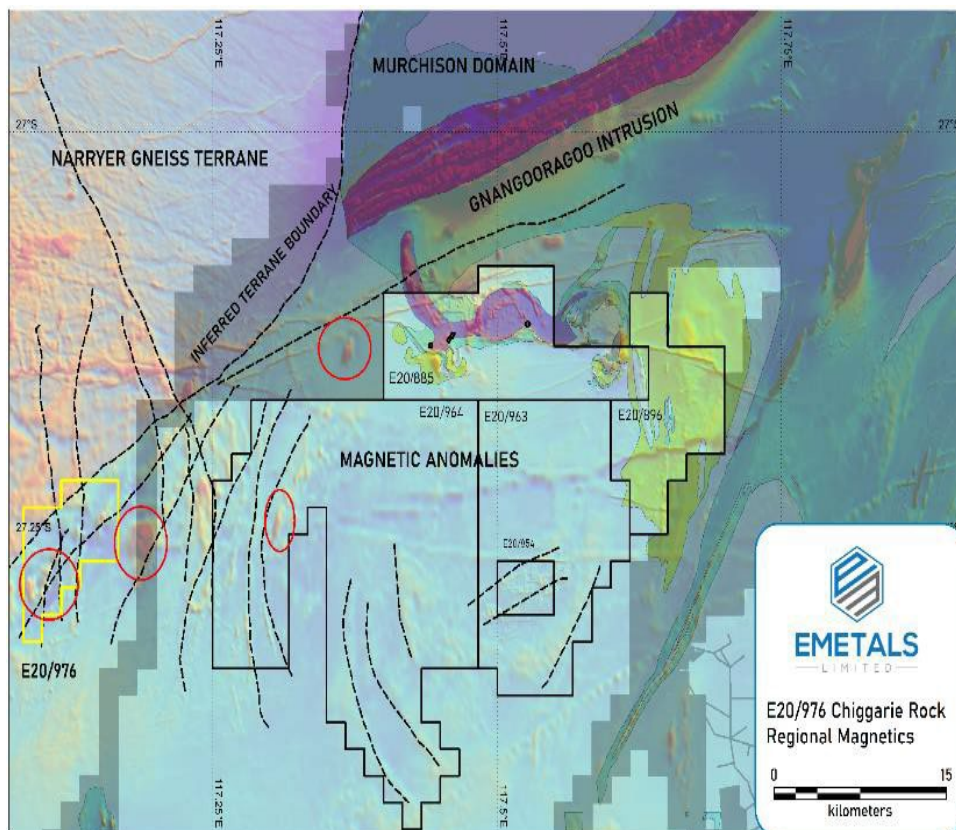 117.25°E
117.5°E
117.75°E
MURCHISON DOMAIN
27°S
27°
NARRYER GNEISS TERRANE
GNANGOORAGOO INTRUSION
INFERRED TERRANE BOUNDARY
E20/885
E20/964
E20/963
E20/896
MAGNETIC ANOMALIES
27.25°S
E20/954
E20/976
117.25°E
117.5°E
EMETALS
LIMITED
E20/976 Chiggarie Rock
Regional Magnetics
0 15
kilometers